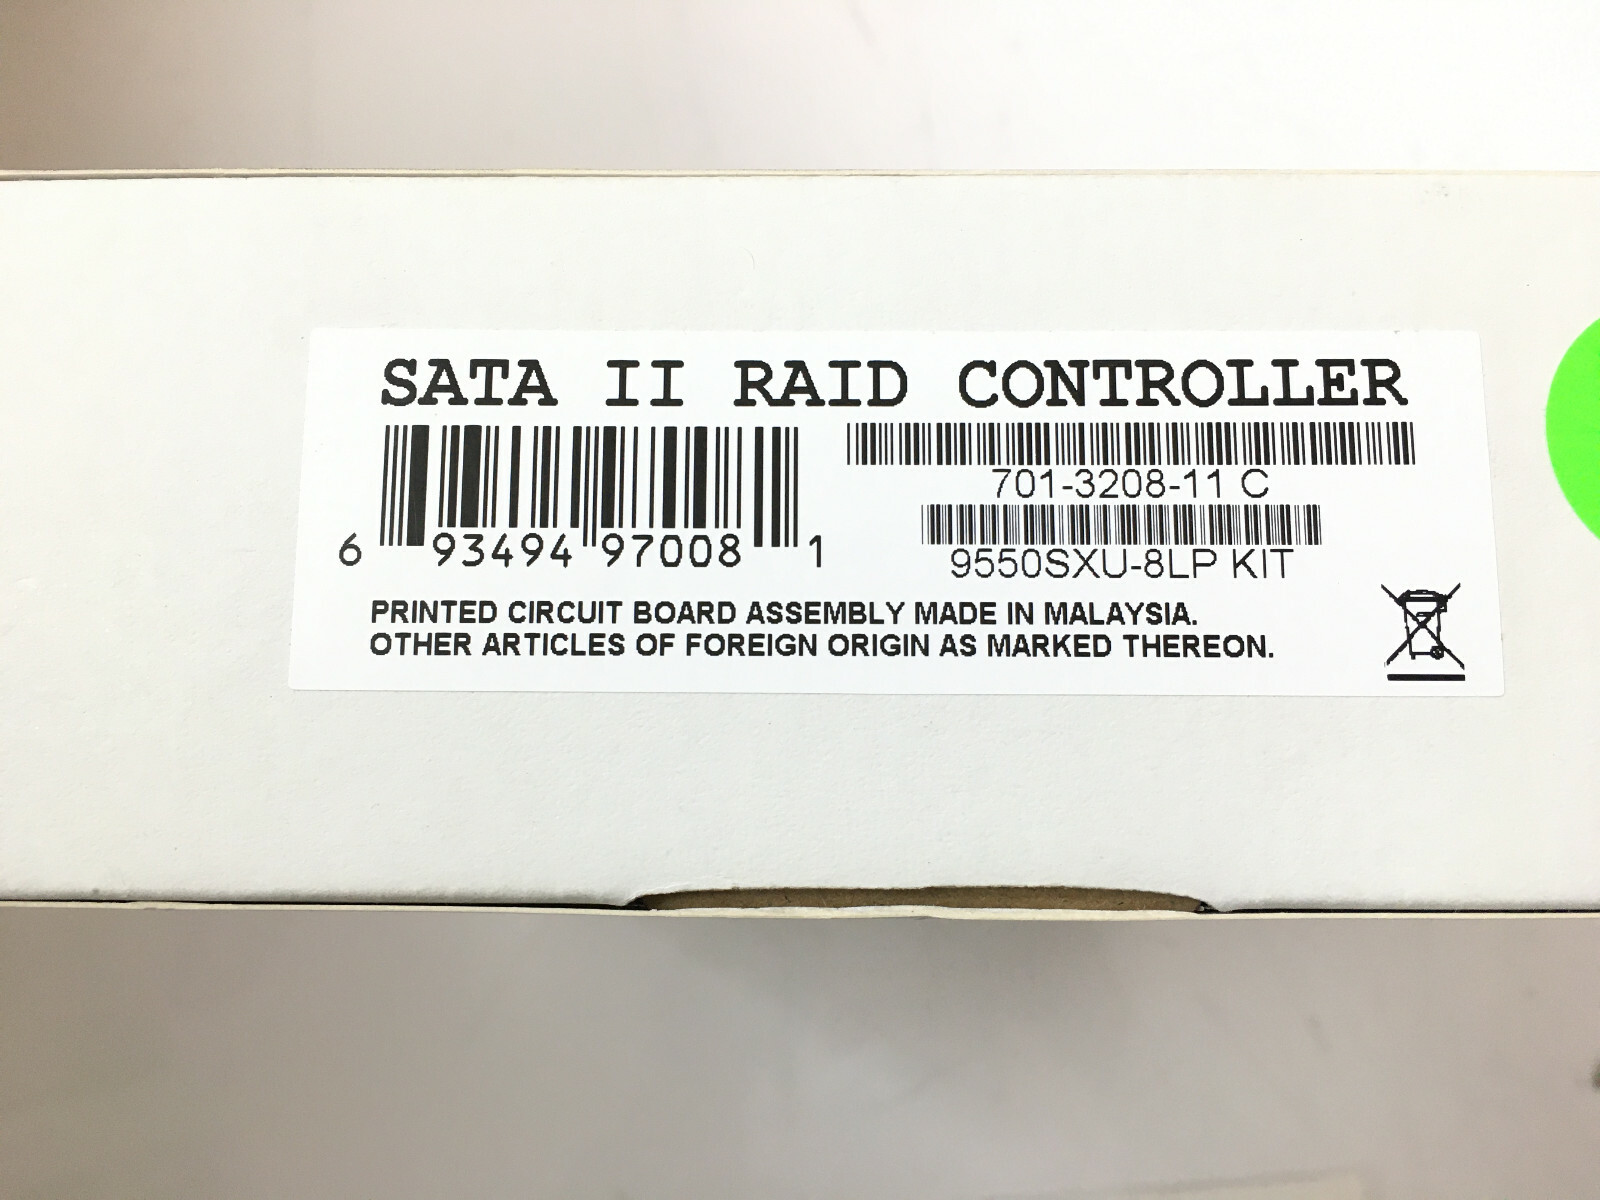 SATA II RAID CONTROLLER
701-3208-11 C
6 93494 97008 1
9550SXU-8LP KIT
PRINTED CIRCUIT BOARD ASSEMBLY MADE IN MALAYSIA.
OTHER ARTICLES OF FOREIGN ORIGIN AS MARKED THEREON.